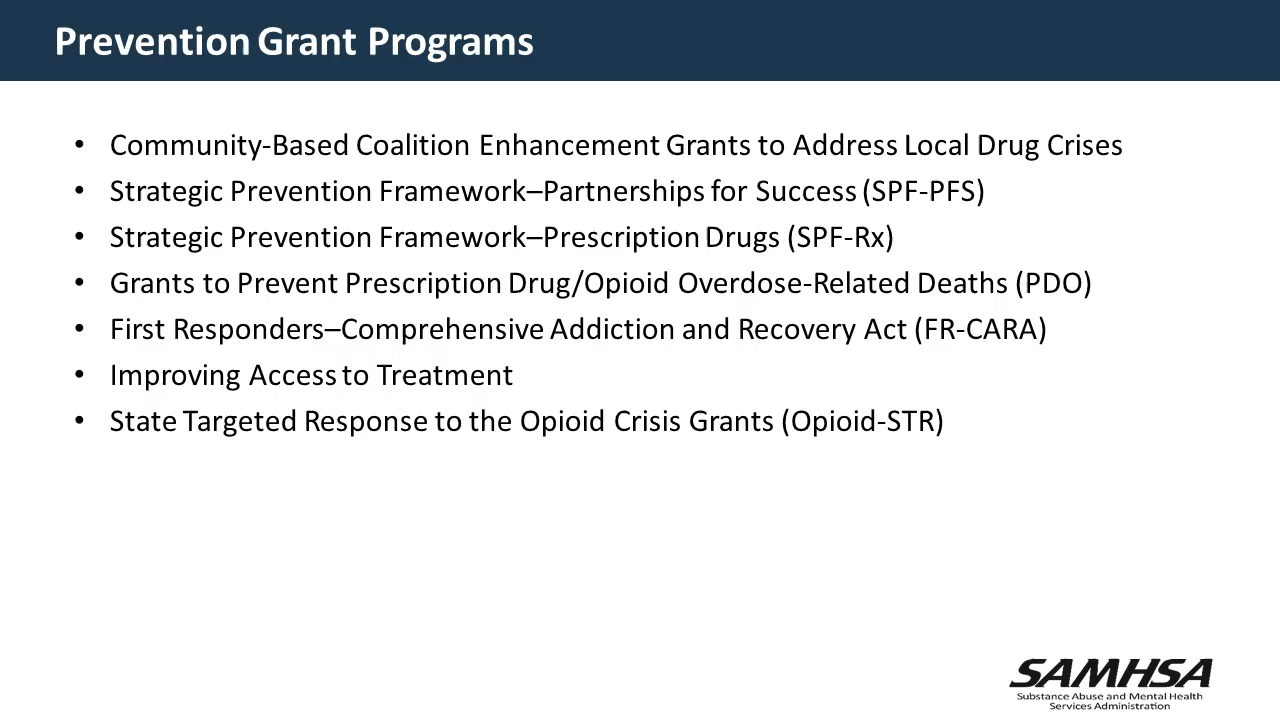 Prevention Grant Programs
• Community-Based Coalition Enhancement Grants to Address Local Drug Crises
• Strategic Prevention Framework–Partnerships for Success (SPF-PFS)
• Strategic Prevention Framework–Prescription Drugs (SPF-Rx)
• Grants to Prevent Prescription Drug/Opioid Overdose-Related Deaths (PDO)
• First Responders–Comprehensive Addiction and Recovery Act (FR-CARA)
• Improving Access to Treatment
• State Targeted Response to the Opioid Crisis Grants (Opioid-STR)
SAMHSA
Substance Abuse and Mental Health
Services Administration